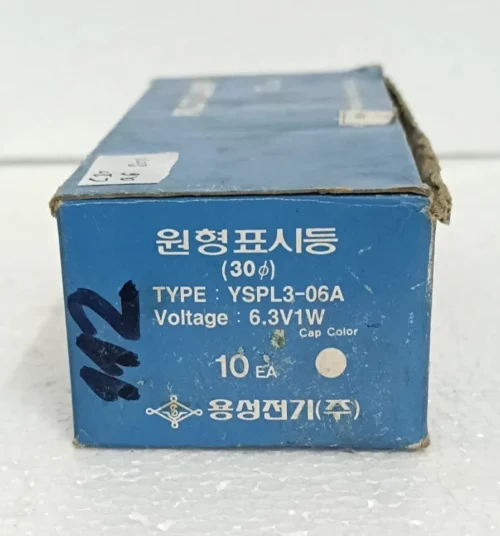 원형표시등
(30φ)
TYPE : YSPL3-06A
Voltage : 6.3V1W
Cap Color
10 EA
용성전기(주)
112